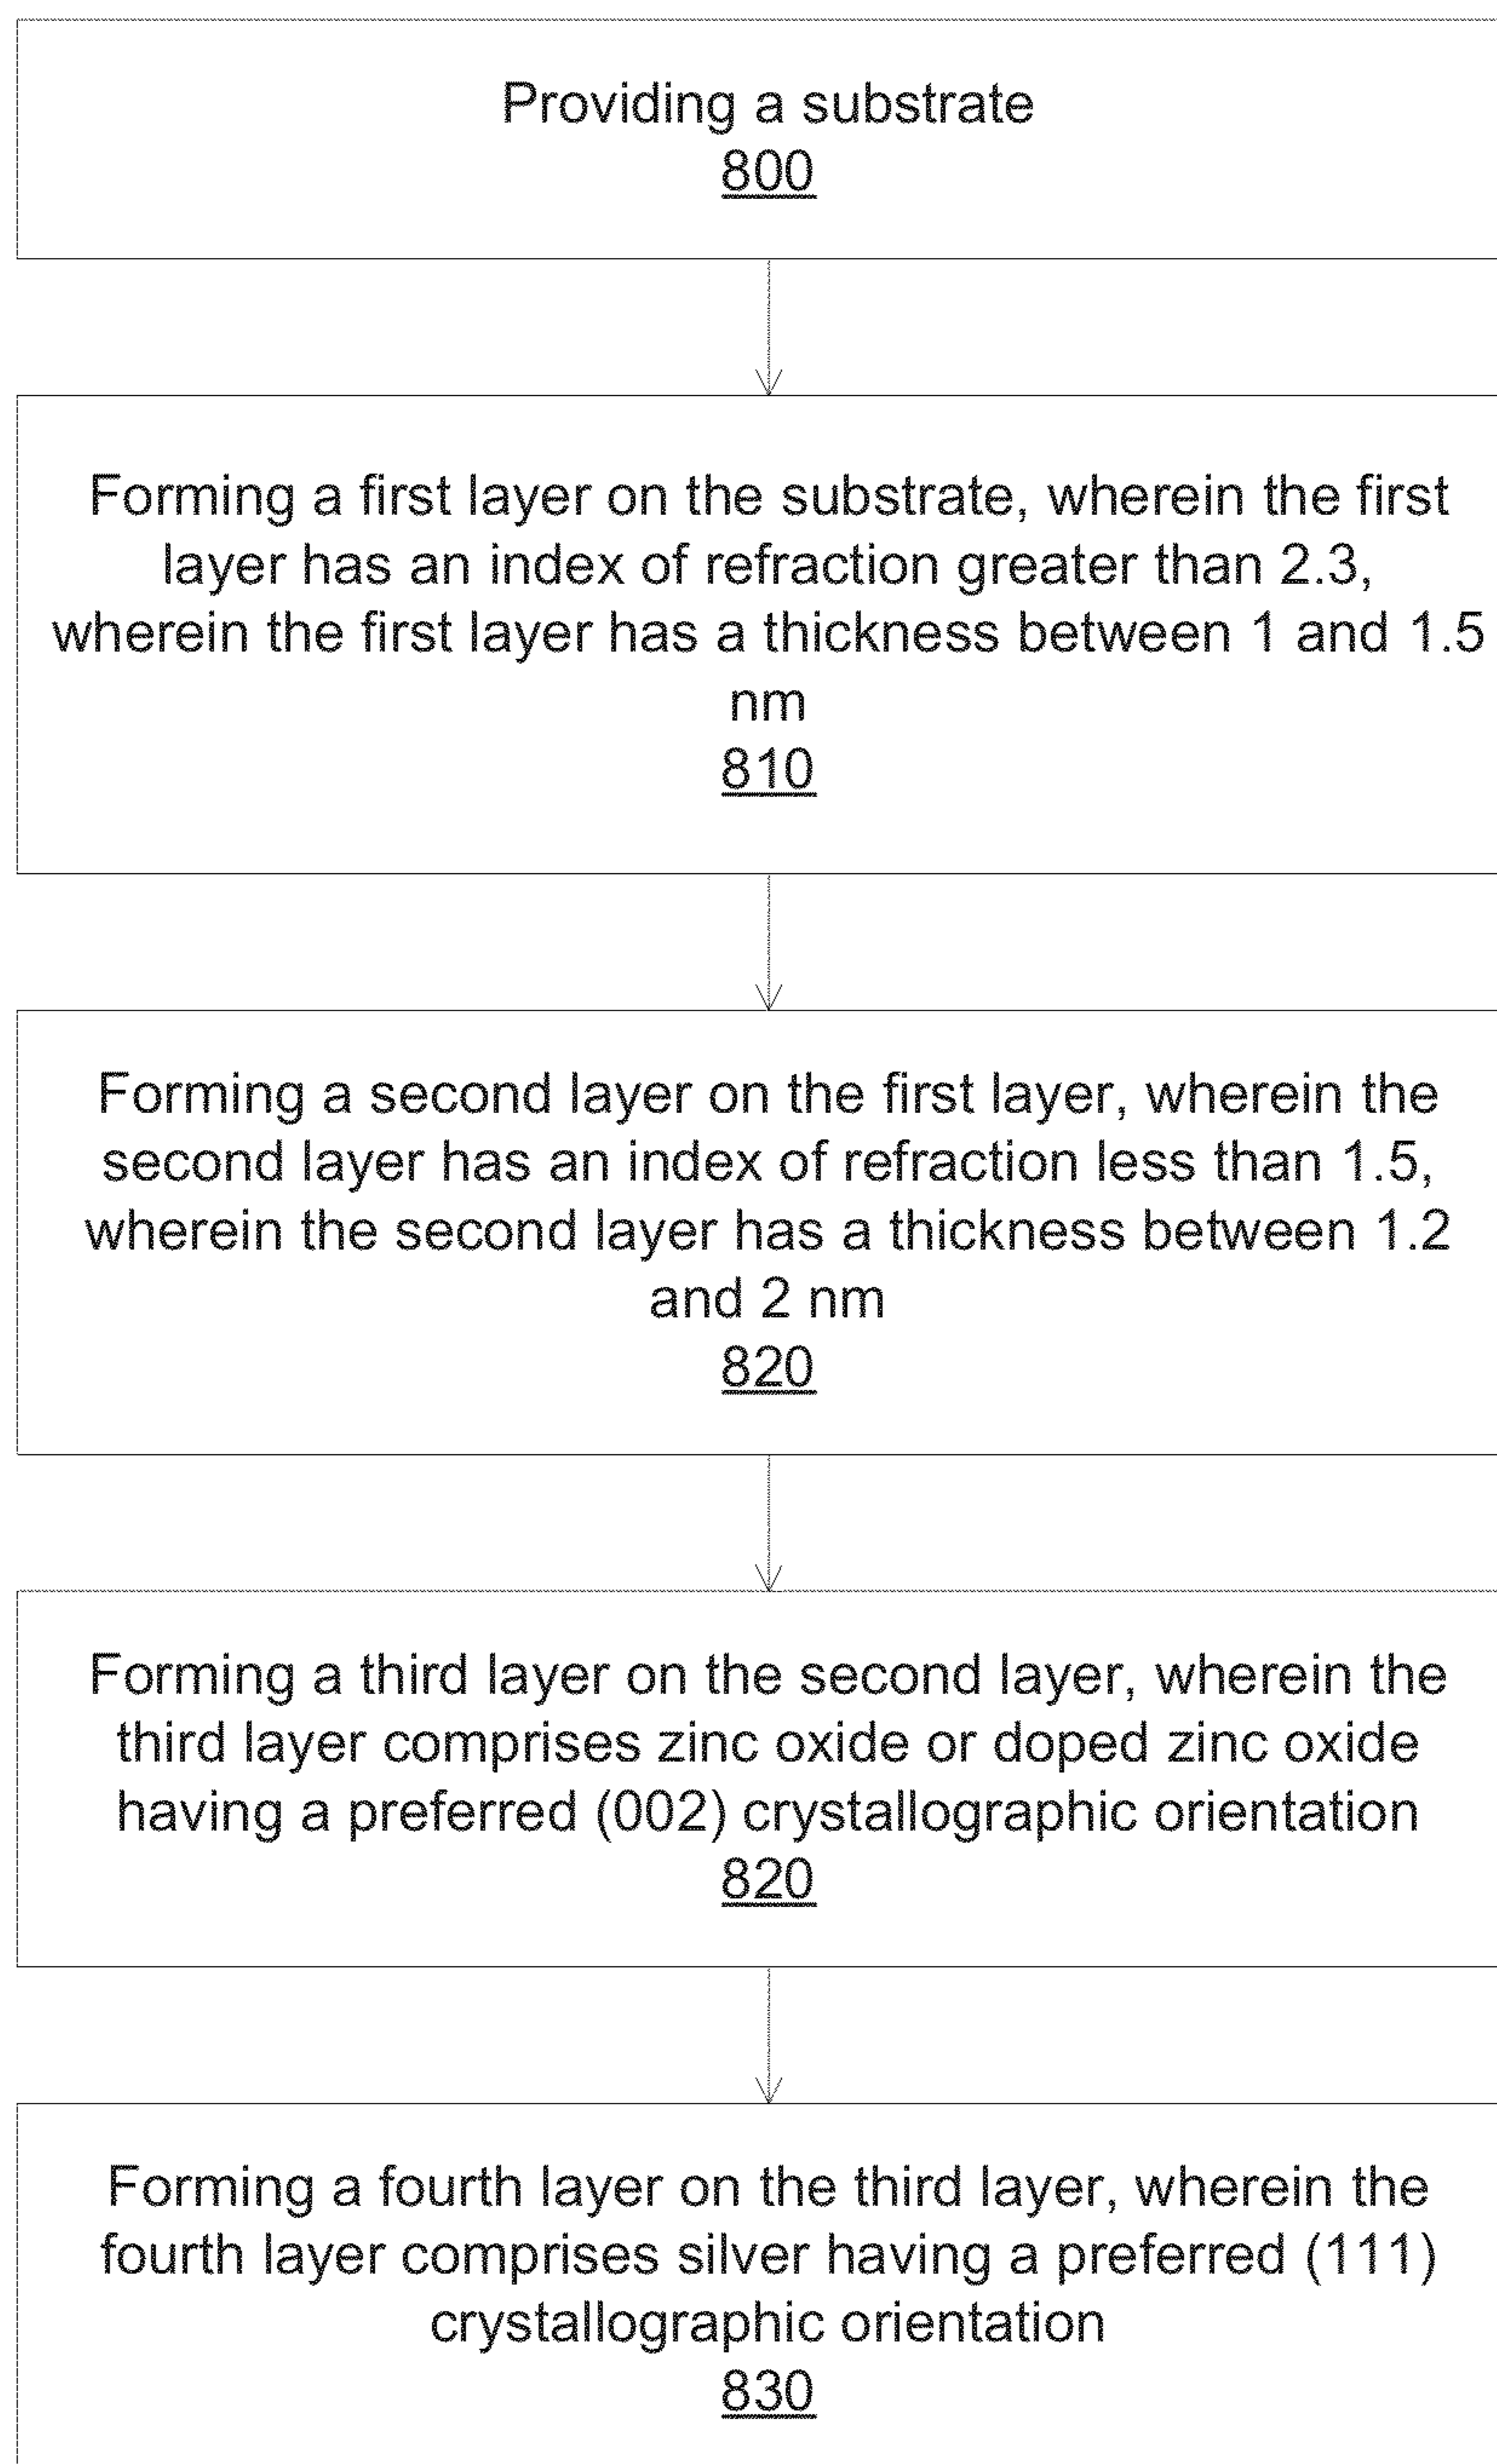 Providing a substrate
800
Forming a first layer on the substrate, wherein the first
layer has an index of refraction greater than 2.3,
wherein the first layer has a thickness between 1 and 1.5
nm
810
Forming a second layer on the first layer, wherein the
second layer has an index of refraction less than 1.5,
wherein the second layer has a thickness between 1.2
and 2 nm
820
Forming a third layer on the second layer, wherein the
third layer comprises zinc oxide or doped zinc oxide
having a preferred (002) crystallographic orientation
820
Forming a fourth layer on the third layer, wherein the
fourth layer comprises silver having a preferred (111)
crystallographic orientation
830